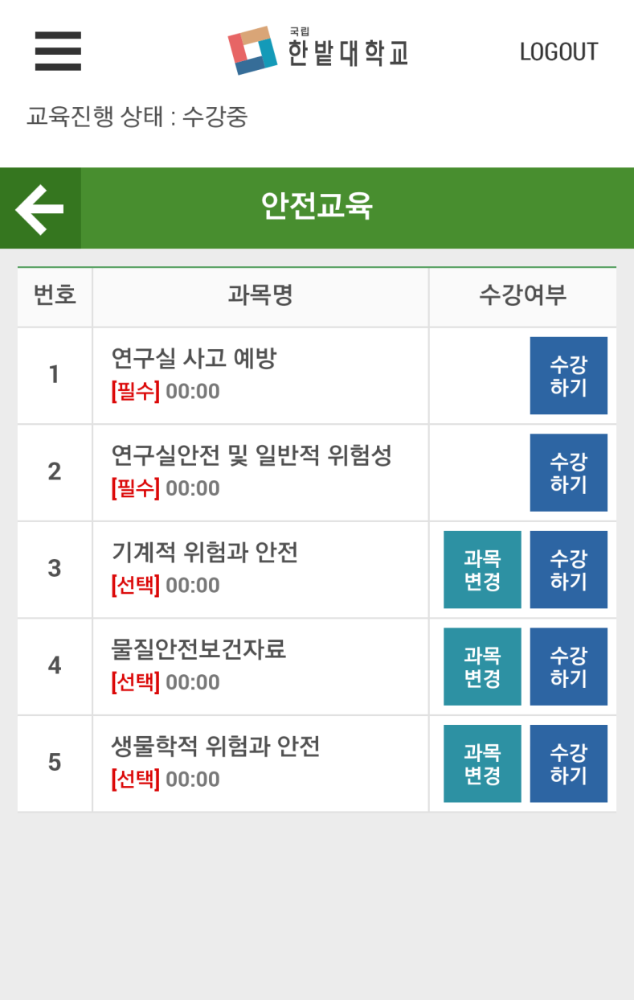 국립
한밭대학교
LOGOUT
교육진행 상태 : 수강중
안전교육
번호 과목명 수강여부
1
연구실 사고 예방
[필수] 00:00
수강
하기
2
연구실안전 및 일반적 위험성
[필수] 00:00
수강
하기
3
기계적 위험과 안전
[선택] 00:00
과목
변경
수강
하기
4
물질안전보건자료
[선택] 00:00
과목
변경
수강
하기
5
생물학적 위험과 안전
[선택] 00:00
과목
변경
수강
하기